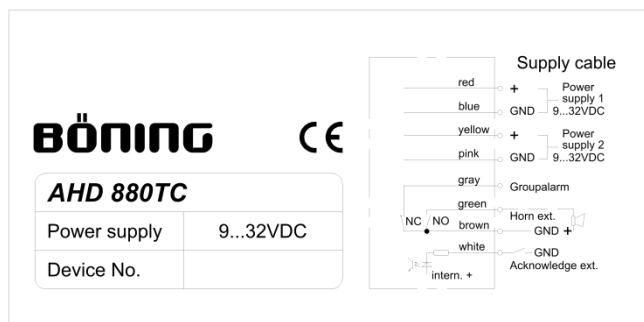 BÖNING CE
AHD 880TC
Power supply 9...32VDC
Device No.
Supply cable
red + Power
supply 1
blue GND 9...32VDC
yellow + Power
supply 2
pink GND 9...32VDC
gray Groupalarm
green
Horn ext.
NC NO brown GND +
white GND
Acknowledge ext.
intern. +